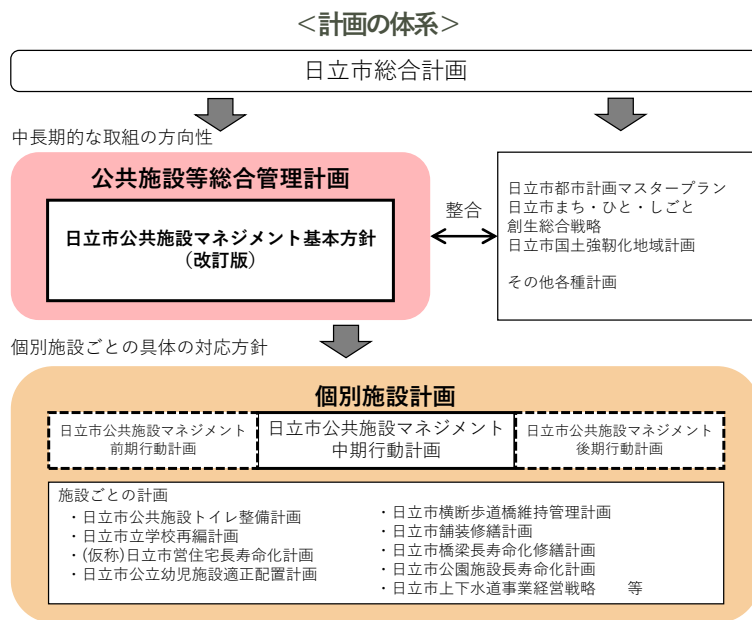 ＜計画の体系＞
日立市総合計画
中長期的な取組の方向性
公共施設等総合管理計画
日立市公共施設マネジメント基本方針
（改訂版）
整合
日立市都市計画マスタープラン
日立市まち・ひと・しごと
創生総合戦略
日立市国土強靭化地域計画
その他各種計画
個別施設ごとの具体の対応方針
個別施設計画
日立市公共施設マネジメント
前期行動計画
日立市公共施設マネジメント
中期行動計画
日立市公共施設マネジメント
後期行動計画
施設ごとの計画
・日立市公共施設トイレ整備計画
・日立市立学校再編計画
・(仮称)日立市営住宅長寿命化計画
・日立市公立幼児施設適正配置計画
・日立市横断歩道橋維持管理計画
・日立市舗装修繕計画
・日立市橋梁長寿命化修繕計画
・日立市公園施設長寿命化計画
・日立市上下水道事業経営戦略　　等